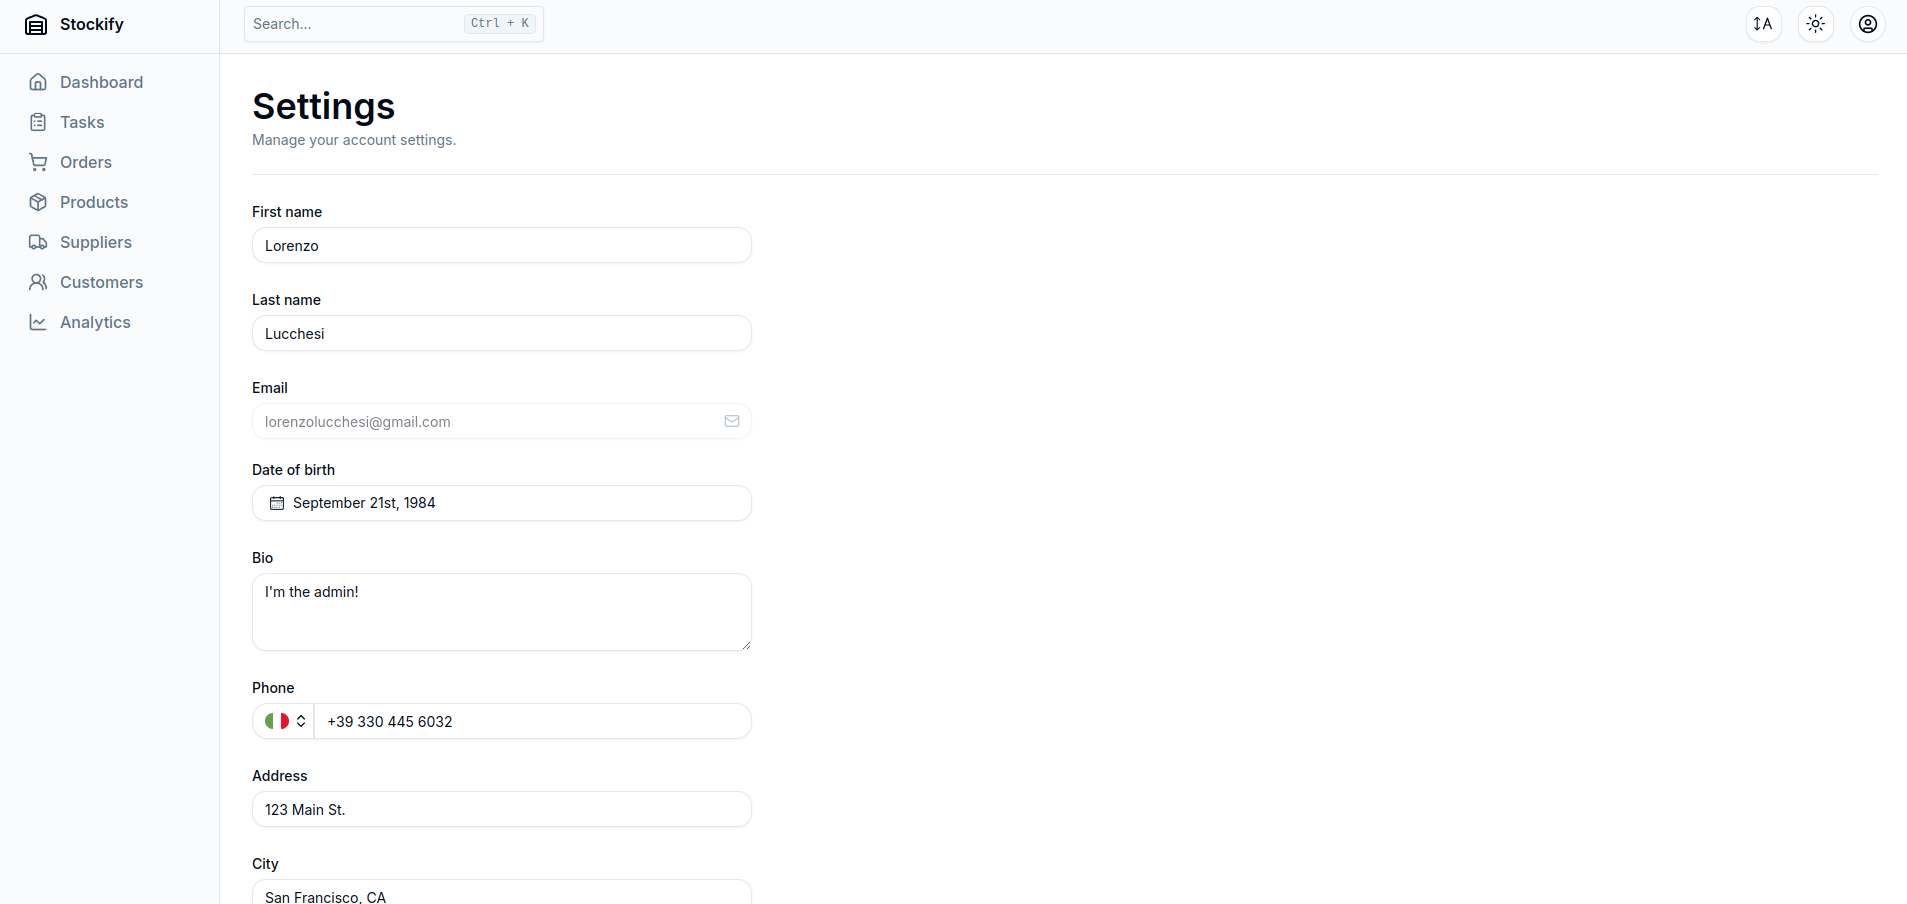 Stockify
Search...
Ctrl + K
A
Dashboard
Tasks
Orders
Products
Suppliers
Customers
Analytics
Settings
Manage your account settings.
First name
Lorenzo
Last name
Lucchesi
Email
lorenzolucchesi@gmail.com
Date of birth
September 21st, 1984
Bio
I'm the admin!
Phone
+39 330 445 6032
Address
123 Main St.
City
San Francisco, CA